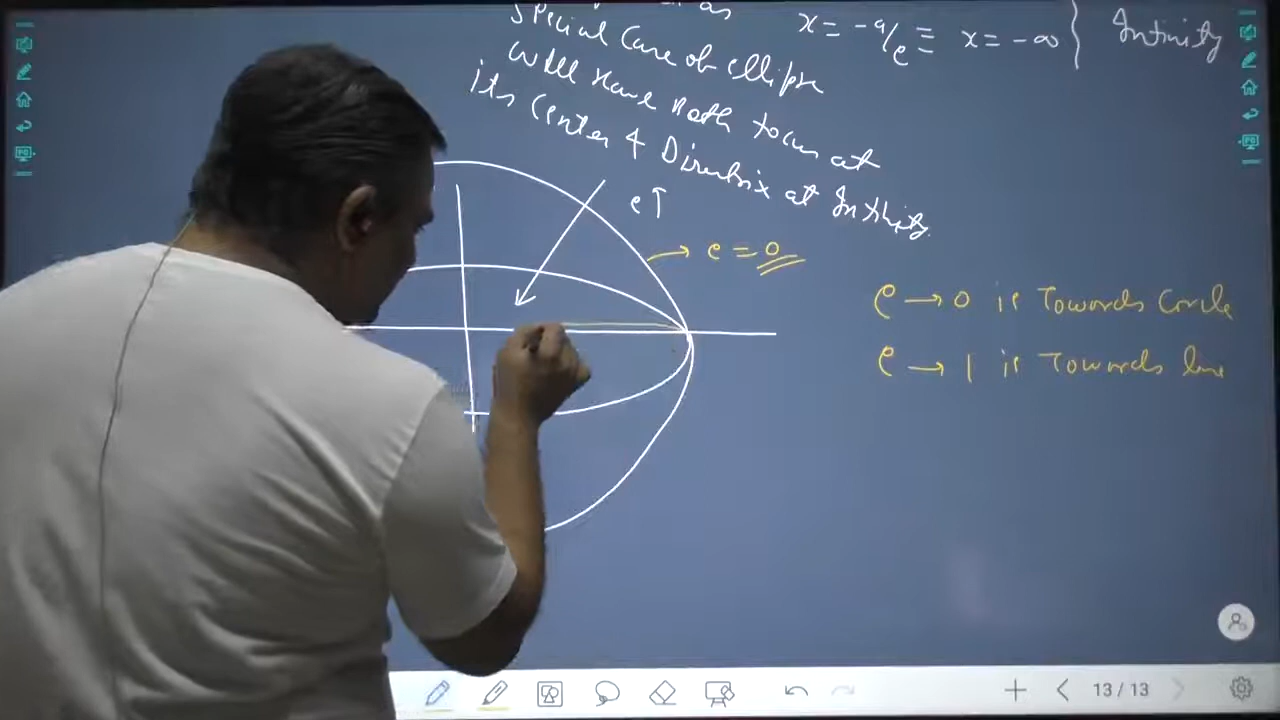 as x = -a/e ≡ x = -∞ } Infinity
Special Case of ellipse
will have both focus at
its Center & Directrix at Infinity.
e↑
→ e = 0
e → 0 is Towards Circle
e → 1 is Towards line
13 / 13